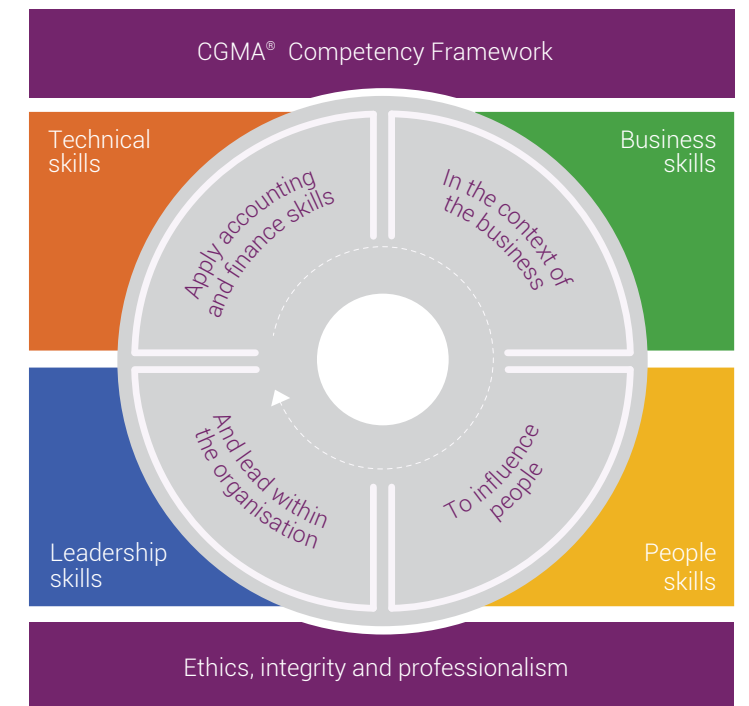 CGMA® Competency Framework
Technical
skills
Business
skills
Apply accounting
and finance skills
In the context of
the business
And lead within
the organisation
To influence
people
Leadership
skills
People
skills
Ethics, integrity and professionalism